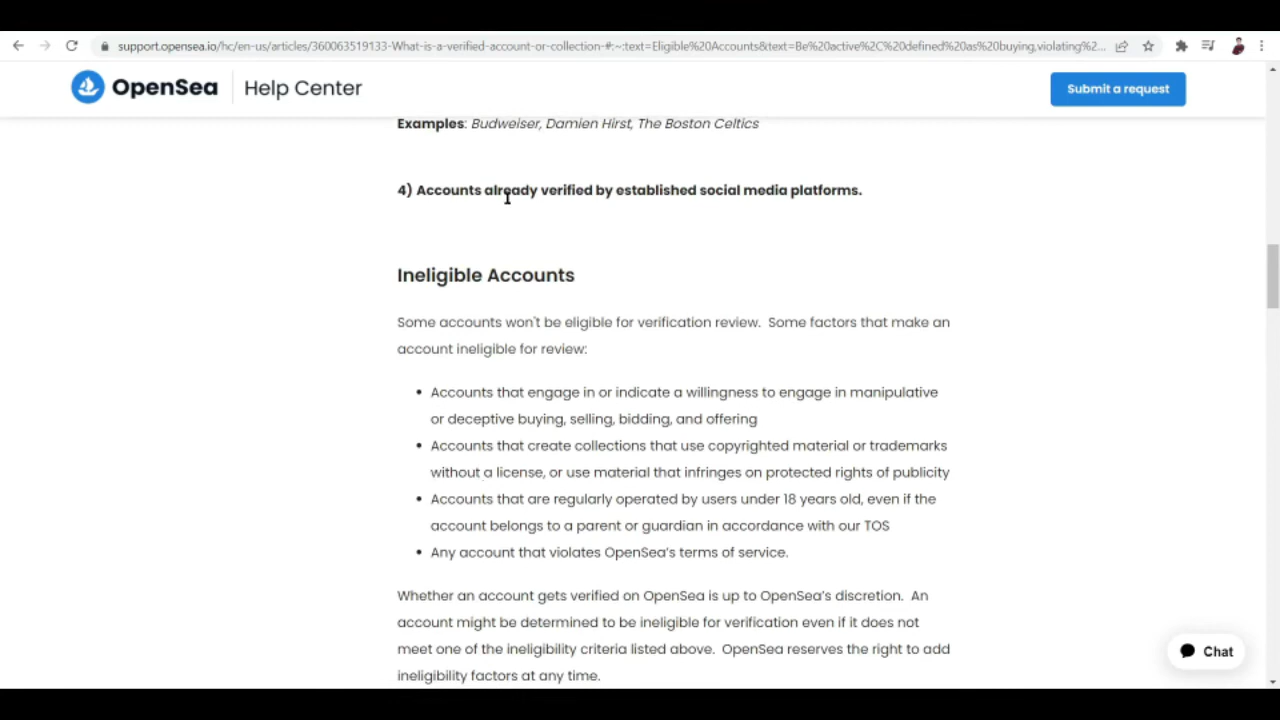 support.opensea.io/hc/en-us/articles/360063519133-What-is-a-verified-account-or-collection-#:~:text=Eligible%20Accounts&text=Be%20active%2C%20defined%20as%20buying,violating%2...
OpenSea Help Center
Submit a request
Examples: Budweiser, Damien Hirst, The Boston Celtics
4) Accounts already verified by established social media platforms.
Ineligible Accounts
Some accounts won't be eligible for verification review. Some factors that make an
account ineligible for review:
• Accounts that engage in or indicate a willingness to engage in manipulative
or deceptive buying, selling, bidding, and offering
• Accounts that create collections that use copyrighted material or trademarks
without a license, or use material that infringes on protected rights of publicity
• Accounts that are regularly operated by users under 18 years old, even if the
account belongs to a parent or guardian in accordance with our TOS
• Any account that violates OpenSea's terms of service.
Whether an account gets verified on OpenSea is up to OpenSea's discretion. An
account might be determined to be ineligible for verification even if it does not
meet one of the ineligibility criteria listed above. OpenSea reserves the right to add
ineligibility factors at any time.
Chat